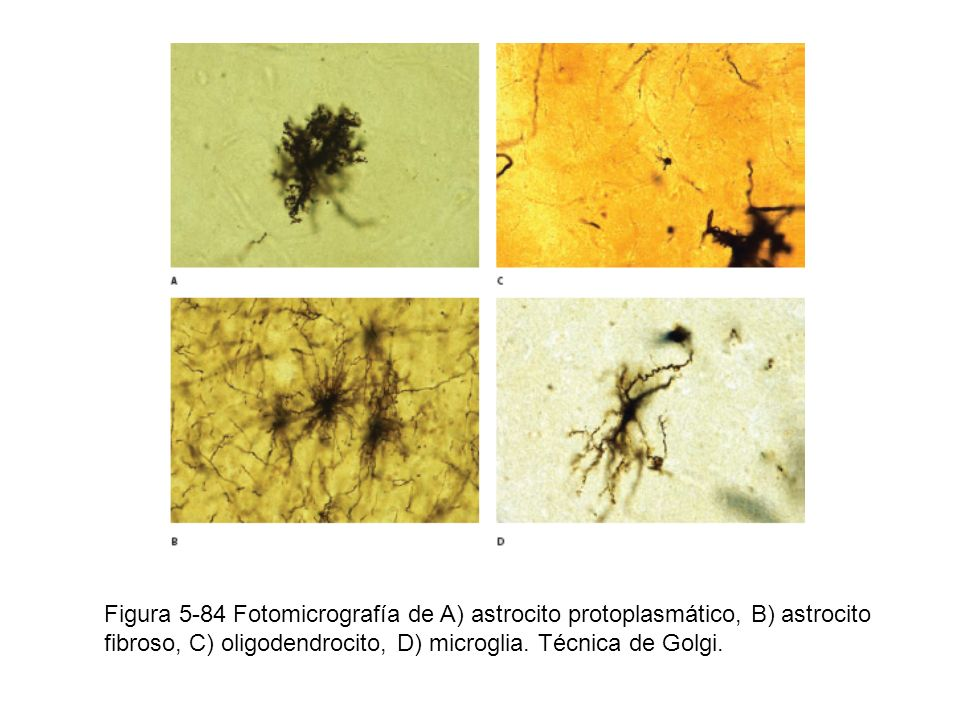 A
C
B
D
Figura 5-84 Fotomicrografía de A) astrocito protoplasmático, B) astrocito
fibroso, C) oligodendrocito, D) microglia. Técnica de Golgi.